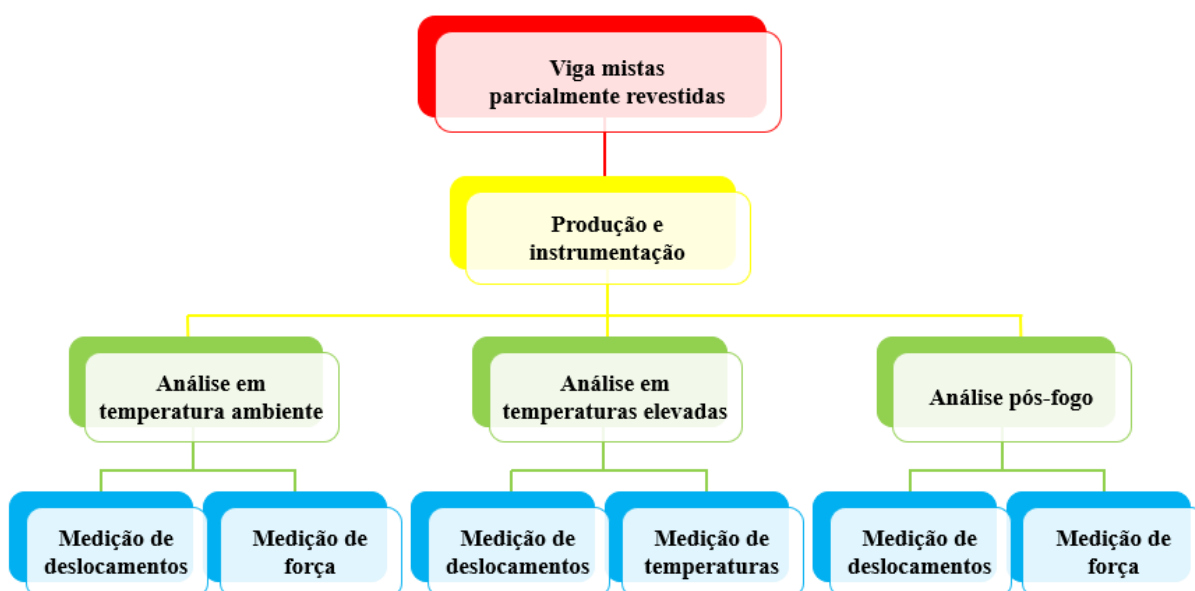 Viga mistas
parcialmente revestidas
Produção e
instrumentação
Análise em
temperatura ambiente
Análise em
temperaturas elevadas
Análise pós-fogo
Medição de
deslocamentos
Medição de
força
Medição de
deslocamentos
Medição de
temperaturas
Medição de
deslocamentos
Medição de
força